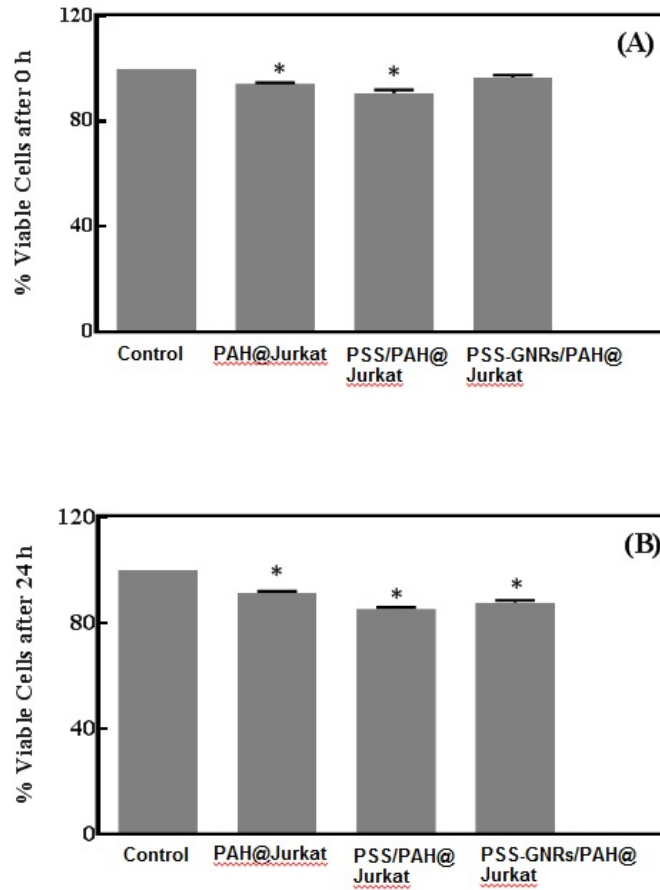 120
(A)
*
*
80
40
0
% Viable Cells after 0 h
Control
PAH@Jurkat
PSS/PAH@
Jurkat
PSS-GNRs/PAH@
Jurkat
120
(B)
*
*
*
80
40
0
% Viable Cells after 24 h
Control
PAH@Jurkat
PSS/PAH@
Jurkat
PSS-GNRs/PAH@
Jurkat